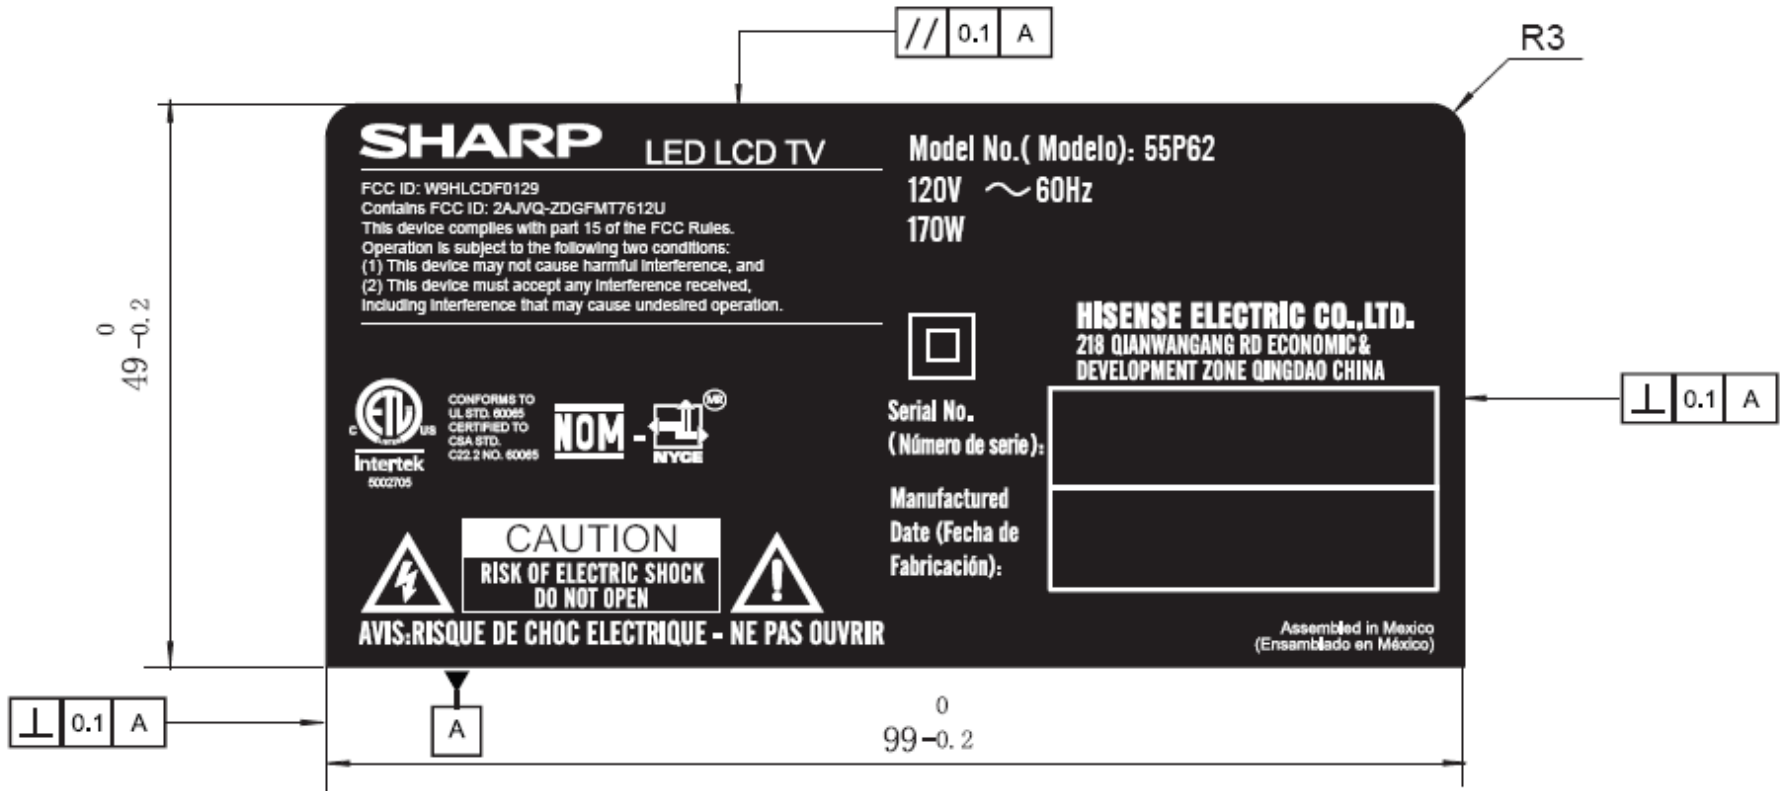 // 0.1 A
R3
SHARP LED LCD TV
FCC ID: W9HLCDF0129
Contains FCC ID: 2AJVQ-ZDGFMT7612U
This device complies with part 15 of the FCC Rules.
Operation is subject to the following two conditions:
(1) This device may not cause harmful interference, and
(2) This device must accept any interference received,
including interference that may cause undesired operation.
Model No.( Modelo): 55P62
120V ～ 60Hz
170W
HISENSE ELECTRIC CO.,LTD.
218 QIANWANGANG RD ECONOMIC &
DEVELOPMENT ZONE QINGDAO CHINA
0
49-0.2
ETL
LISTED
C US
Intertek
5002705
CONFORMS TO
UL STD. 60065
CERTIFIED TO
CSA STD.
C22.2 NO. 60065
NOM -
MR
NYCE
Serial No.
(Número de serie):
Manufactured
Date (Fecha de
Fabricación):
⊥ 0.1 A
CAUTION
RISK OF ELECTRIC SHOCK
DO NOT OPEN
AVIS:RISQUE DE CHOC ELECTRIQUE - NE PAS OUVRIR
Assembled in Mexico
(Ensamblado en México)
⊥ 0.1 A
A
0
99-0.2